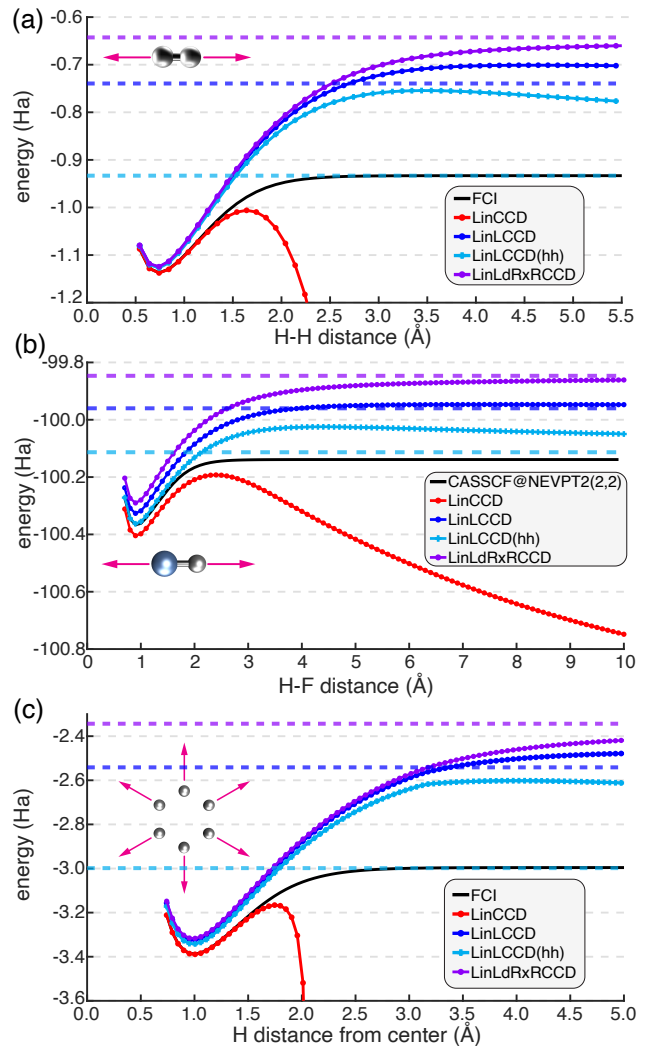 (a)
-0.6
-0.7
-0.8
-0.9
-1.0
-1.1
-1.2
energy (Ha)
FCI
LinCCD
LinLCCD
LinLCCD(hh)
LinLdRxRCCD
0.0 0.5 1.0 1.5 2.0 2.5 3.0 3.5 4.0 4.5 5.0 5.5
H-H distance (Å)
(b)
-99.8
-100.0
-100.2
-100.4
-100.6
-100.8
energy (Ha)
CASSCF@NEVPT2(2,2)
LinCCD
LinLCCD
LinLCCD(hh)
LinLdRxRCCD
0 1 2 3 4 5 6 7 8 9 10
H-F distance (Å)
(c)
-2.4
-2.6
-2.8
-3.0
-3.2
-3.4
-3.6
energy (Ha)
FCI
LinCCD
LinLCCD
LinLCCD(hh)
LinLdRxRCCD
0.0 0.5 1.0 1.5 2.0 2.5 3.0 3.5 4.0 4.5 5.0
H distance from center (Å)